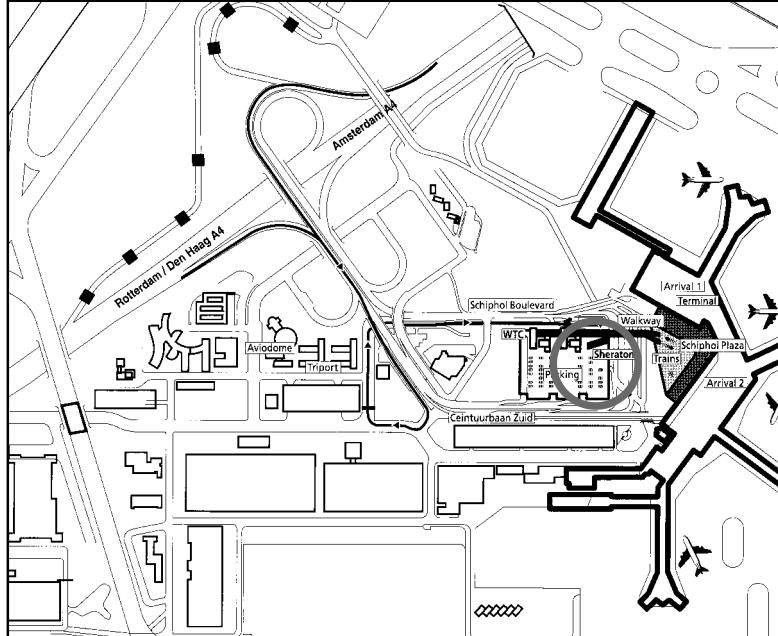 Amsterdam A4
Rotterdam / Den Haag A4
Arrival 1
Terminal
Schiphol Boulevard
Walkway
WTC
Schiphol Plaza
Aviodome
Sheraton
Trains
Triport
Parking
Arrival 2
Ceintuurbaan Zuid